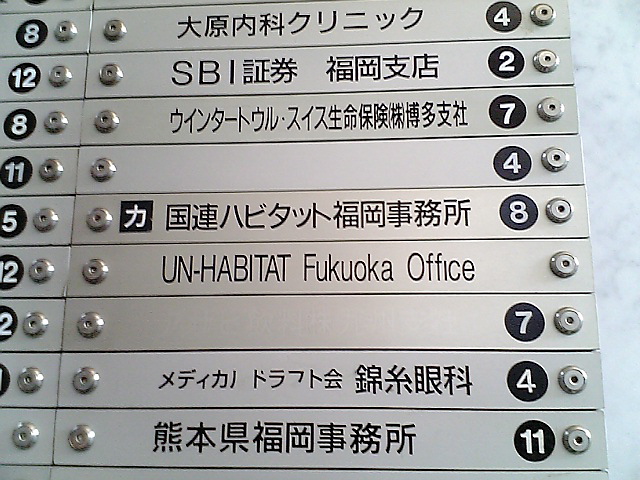 8 大原内科クリニック 4
12 SBI証券 福岡支店 2
8 ウインタートウル・スイス生命保険㈱博多支社 7
11 4
5 カ 国連ハビタット福岡事務所 8
12 UN-HABITAT Fukuoka Office
2 7
メディカル ドラフト会 錦糸眼科 4
熊本県福岡事務所 11